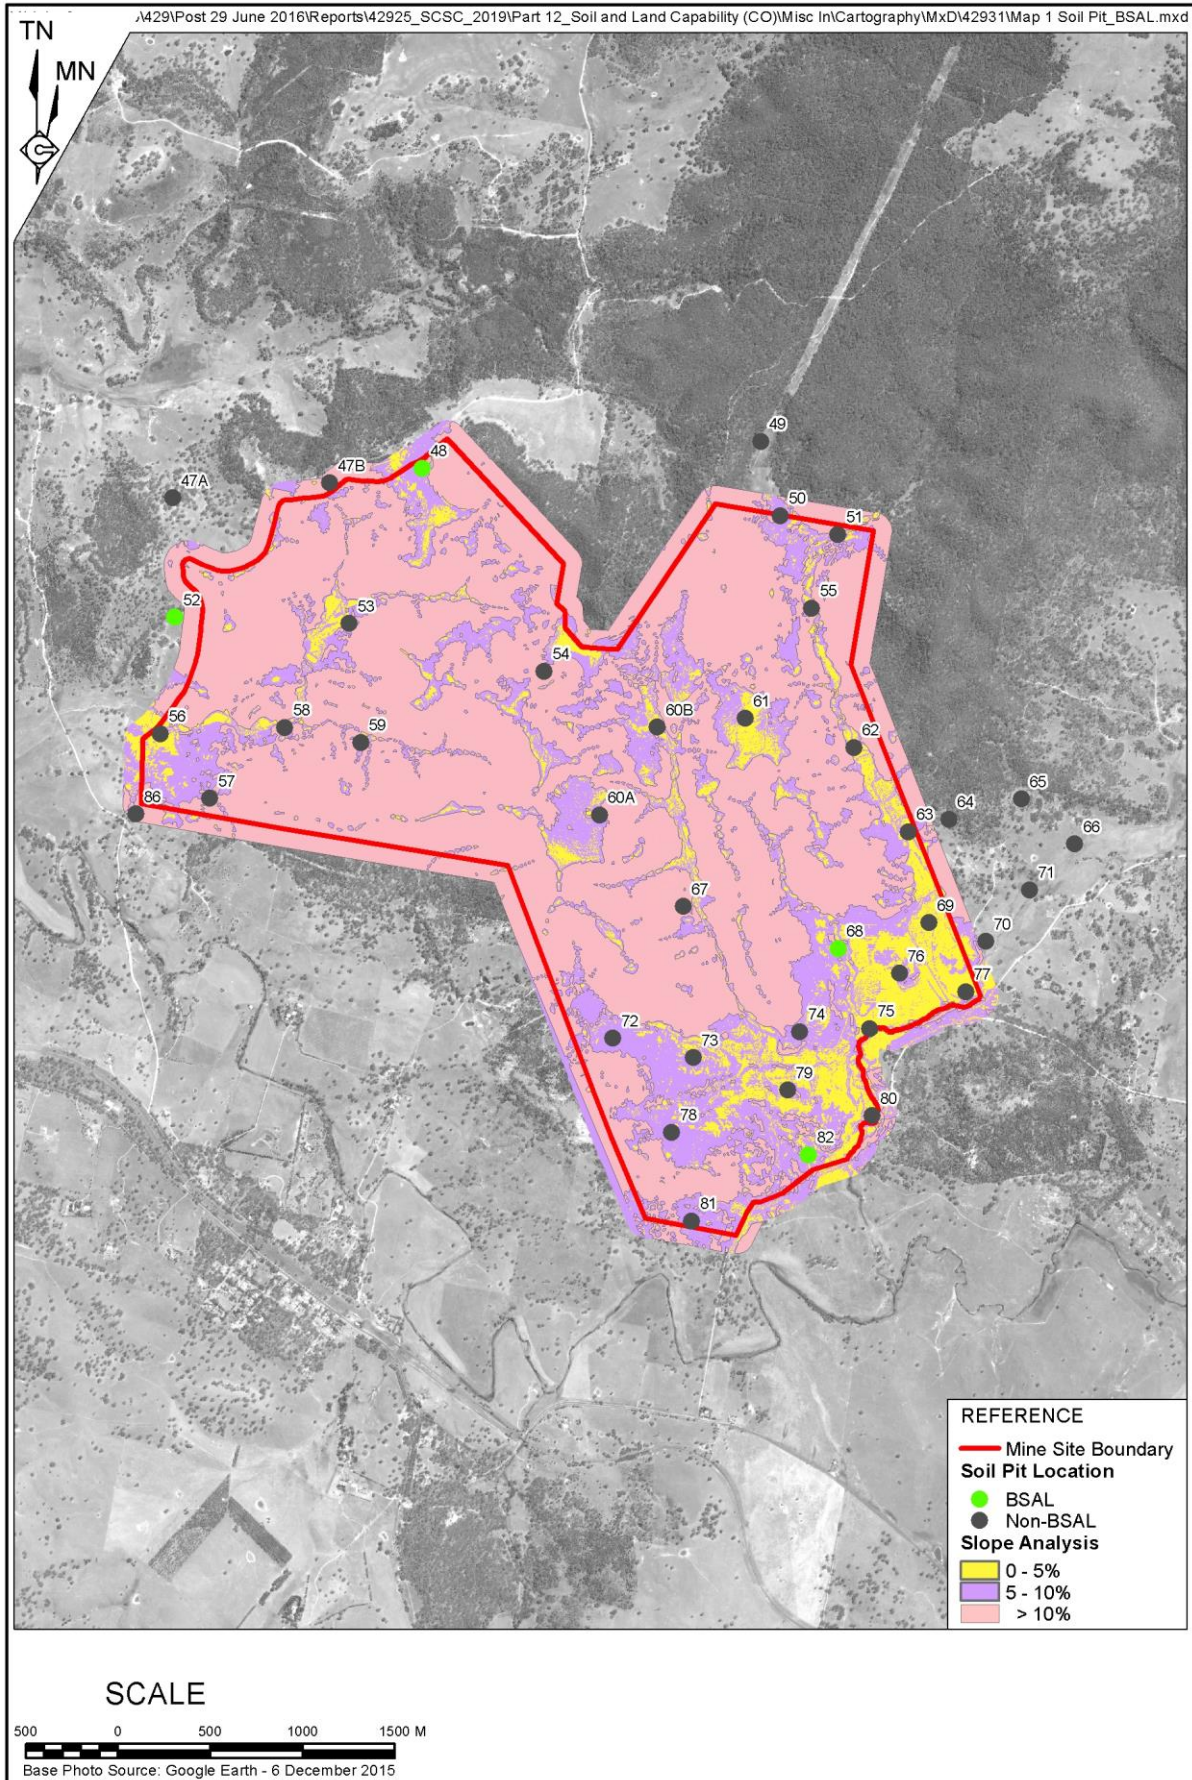 \429\Post 29 June 2016\Reports\42925_SCSC_2019\Part 12_Soil and Land Capability (CO)\Misc In\Cartography\MxD\42931\Map 1 Soil Pit_BSAL.mxd
TN
MN
49
48
47B
47A
50
51
52
53
55
54
56
58
59
60B
61
62
57
86
60A
65
64
63
66
71
67
69
68
70
76
77
72
73
74
75
79
78
80
82
81
REFERENCE
Mine Site Boundary
Soil Pit Location
BSAL
Non-BSAL
Slope Analysis
0 - 5%
5 - 10%
> 10%
SCALE
500 0 500 1000 1500 M
Base Photo Source: Google Earth - 6 December 2015